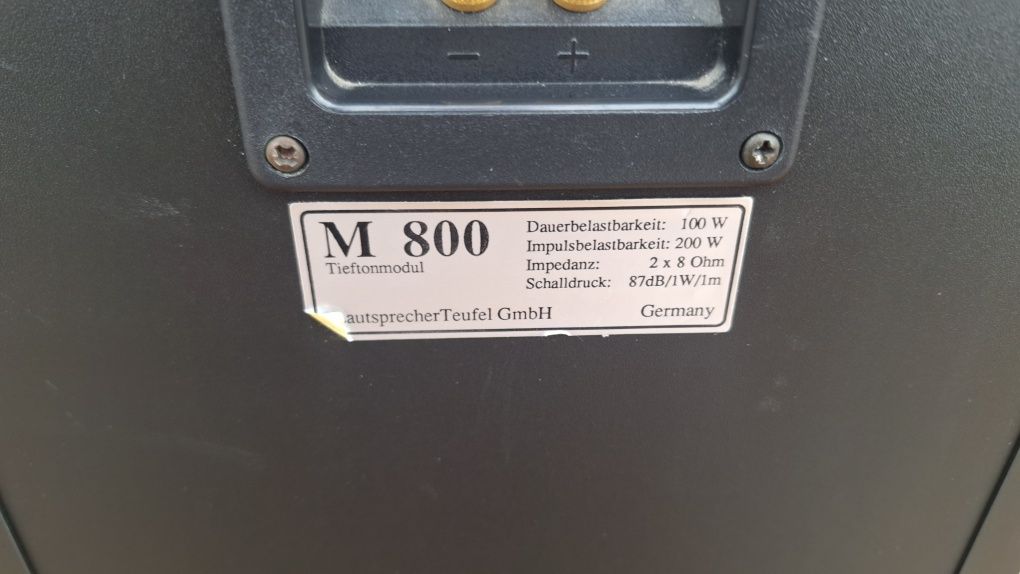 − +
M 800
Tieftonmodul
Dauerbelastbarkeit: 100 W
Impulsbelastbarkeit: 200 W
Impedanz: 2 x 8 Ohm
Schalldruck: 87dB/1W/1m
autsprecherTeufel GmbH
Germany